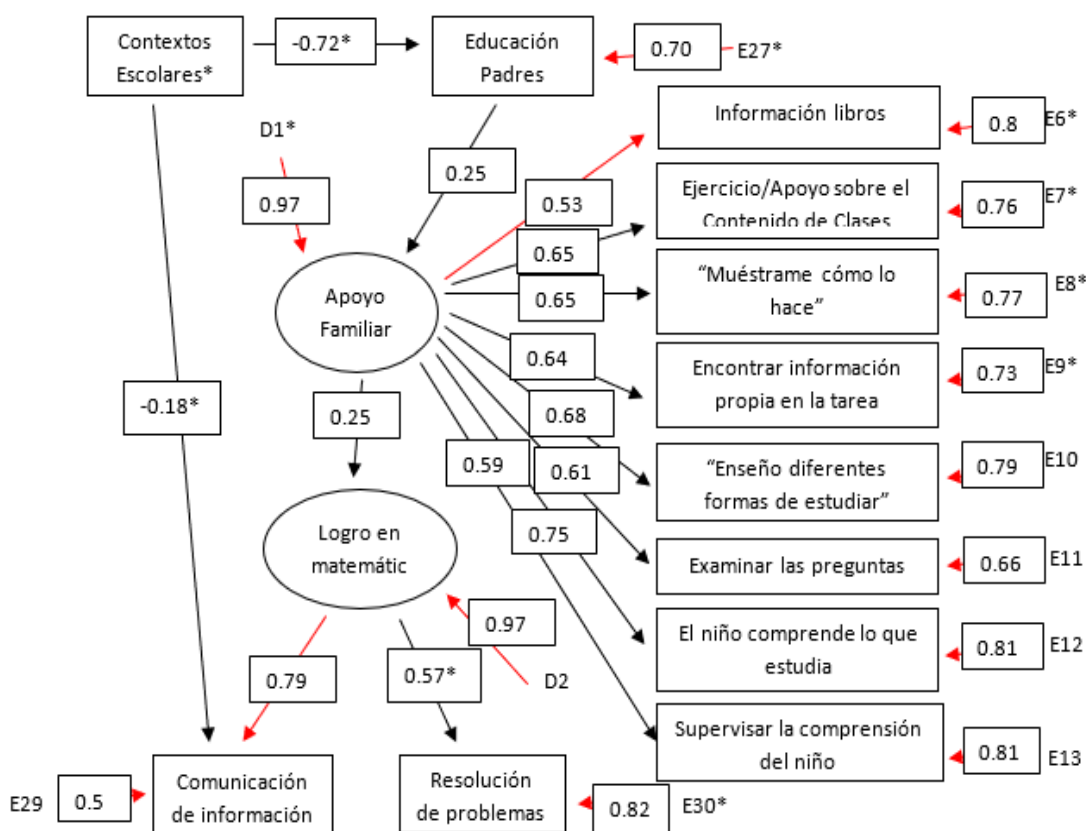 Contextos
Escolares*
-0.72*
Educación
Padres
0.70
E27*
D1*
0.97
0.25
Información libros
0.8
E6*
0.53
Ejercicio/Apoyo sobre el
Contenido de Clases
0.76
E7*
0.65
Apoyo
Familiar
0.65
“Muéstrame cómo lo
hace”
0.77
E8*
0.64
Encontrar información
propia en la tarea
0.73
E9*
-0.18*
0.25
0.59
0.68
0.61
“Enseño diferentes
formas de estudiar”
0.79
E10
0.75
Logro en
matemátic
Examinar las preguntas
0.66
E11
0.97
D2
El niño comprende lo que
estudia
0.81
E12
0.79
0.57*
Supervisar la comprensión
del niño
0.81
E13
E29
0.5
Comunicación
de información
Resolución
de problemas
0.82
E30*